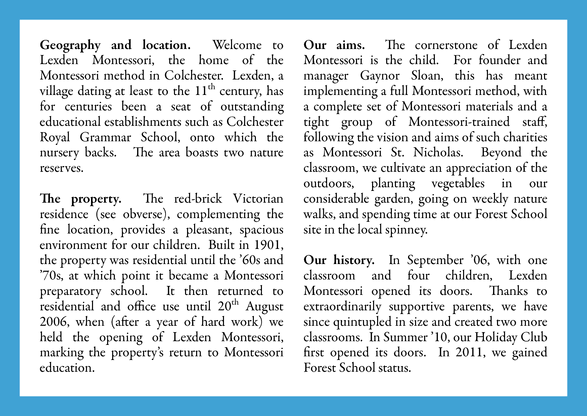 Geography and location. Welcome to
Lexden Montessori, the home of the
Montessori method in Colchester. Lexden, a
village dating at least to the 11th century, has
for centuries been a seat of outstanding
educational establishments such as Colchester
Royal Grammar School, onto which the
nursery backs. The area boasts two nature
reserves.
The property. The red-brick Victorian
residence (see obverse), complementing the
fine location, provides a pleasant, spacious
environment for our children. Built in 1901,
the property was residential until the '60s and
'70s, at which point it became a Montessori
preparatory school. It then returned to
residential and office use until 20th August
2006, when (after a year of hard work) we
held the opening of Lexden Montessori,
marking the property's return to Montessori
education.
Our aims. The cornerstone of Lexden
Montessori is the child. For founder and
manager Gaynor Sloan, this has meant
implementing a full Montessori method, with
a complete set of Montessori materials and a
tight group of Montessori-trained staff,
following the vision and aims of such charities
as Montessori St. Nicholas. Beyond the
classroom, we cultivate an appreciation of the
outdoors, planting vegetables in our
considerable garden, going on weekly nature
walks, and spending time at our Forest School
site in the local spinney.
Our history. In September '06, with one
classroom and four children, Lexden
Montessori opened its doors. Thanks to
extraordinarily supportive parents, we have
since quintupled in size and created two more
classrooms. In Summer '10, our Holiday Club
first opened its doors. In 2011, we gained
Forest School status.